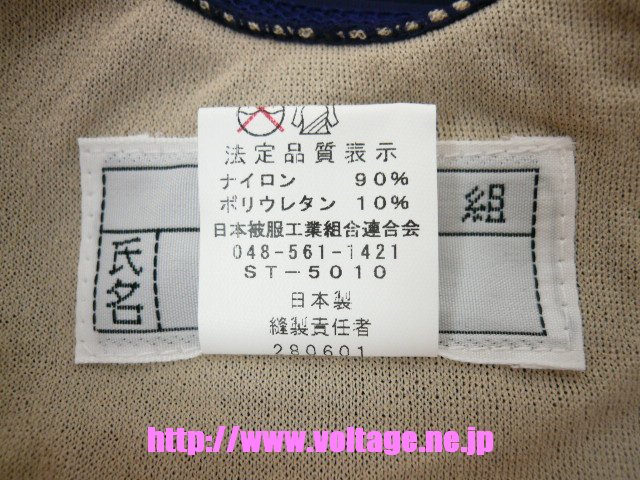 法定品質表示
ナイロン 90%
ポリウレタン 10%
日本被服工業組合連合会
048-561-1421
ST-5010
日本製
縫製責任者
280601
組
氏名
http://www.voltage.ne.jp